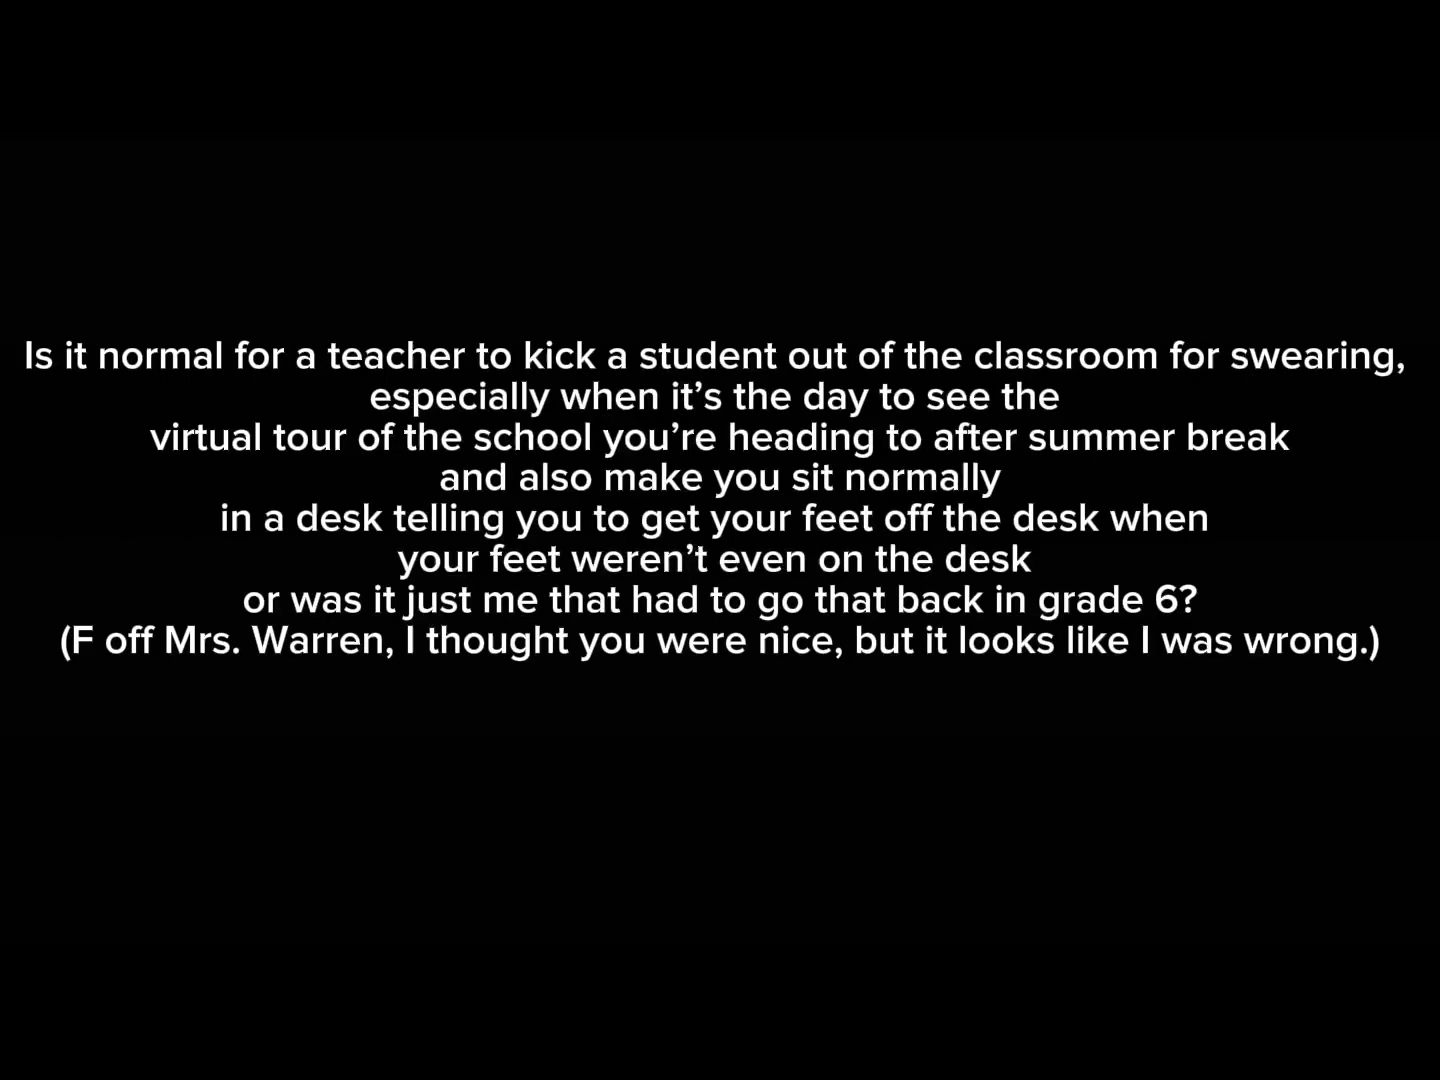 Is it normal for a teacher to kick a student out of the classroom for swearing,
especially when it’s the day to see the
virtual tour of the school you’re heading to after summer break
and also make you sit normally
in a desk telling you to get your feet off the desk when
your feet weren’t even on the desk
or was it just me that had to go that back in grade 6?
(F off Mrs. Warren, I thought you were nice, but it looks like I was wrong.)